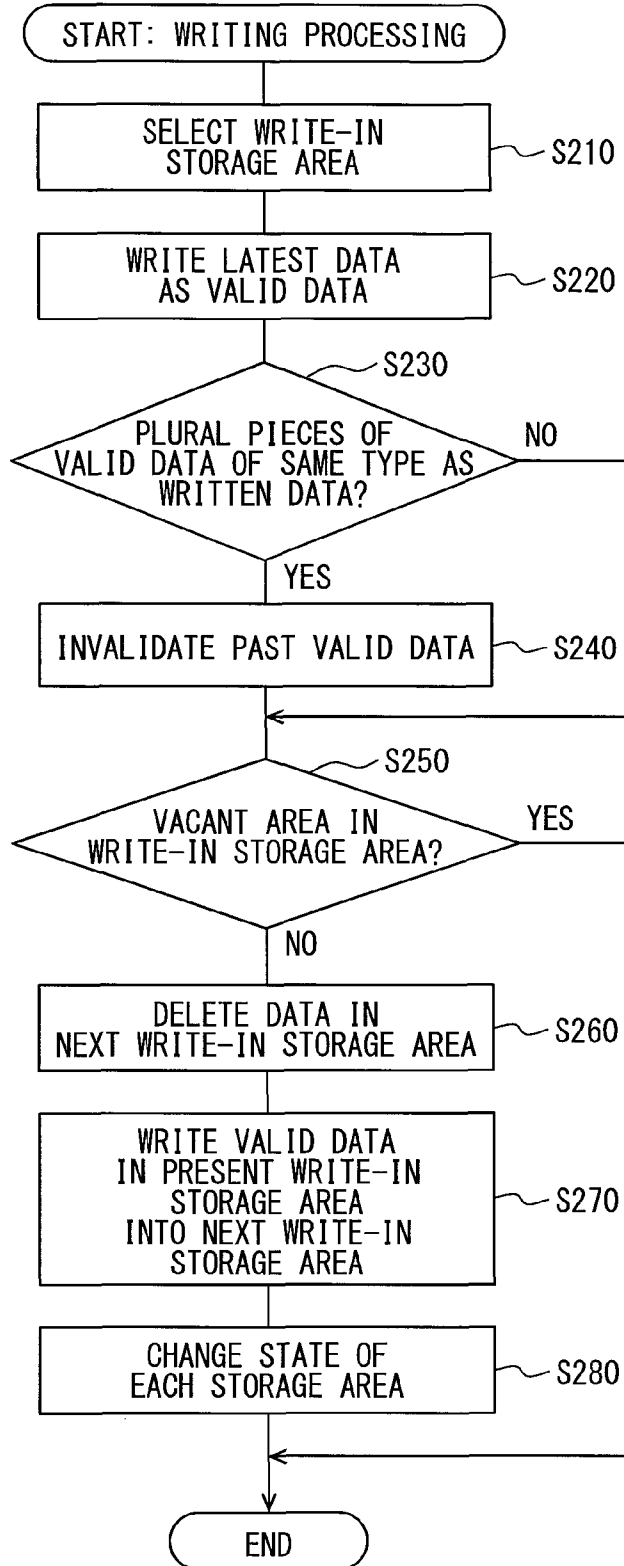 START: WRITING PROCESSING
SELECT WRITE-IN
STORAGE AREA
S210
WRITE LATEST DATA
AS VALID DATA
S220
S230
PLURAL PIECES OF
VALID DATA OF SAME TYPE AS
WRITTEN DATA?
NO
YES
INVALIDATE PAST VALID DATA
S240
S250
VACANT AREA IN
WRITE-IN STORAGE AREA?
YES
NO
DELETE DATA IN
NEXT WRITE-IN STORAGE AREA
S260
WRITE VALID DATA
IN PRESENT WRITE-IN
STORAGE AREA
INTO NEXT WRITE-IN
STORAGE AREA
S270
CHANGE STATE OF
EACH STORAGE AREA
S280
END